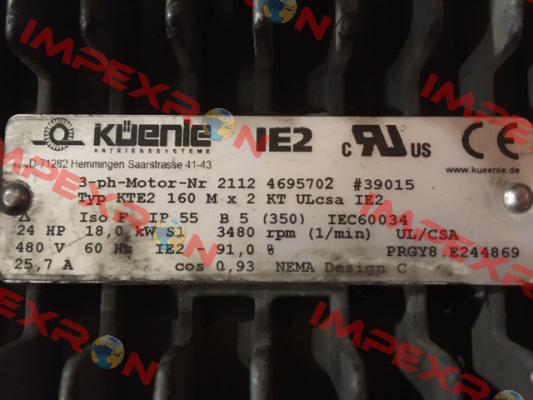 KÜENLE
ANTRIEBSSYSTEME
IE2
C UR US
CE
D-71282 Hemmingen Saarstrasse 41-43
www.kueenle.de
3-ph-Motor-Nr 2112 4695702 #39015
Typ KTE2 160 M x 2 KT ULcsa IE2
Δ Iso F IP 55 B 5 (350) IEC60034
24 HP 18,0 kW S1 3480 rpm (1/min) UL/CSA
480 V 60 Hz IE2 - 91,0 % PRGY8.E244869
25,7 A cos 0,93 NEMA Design C
IMPEXRON
IMPEXRON
IMPEXRON
IMPEXRON
IMPEXRON